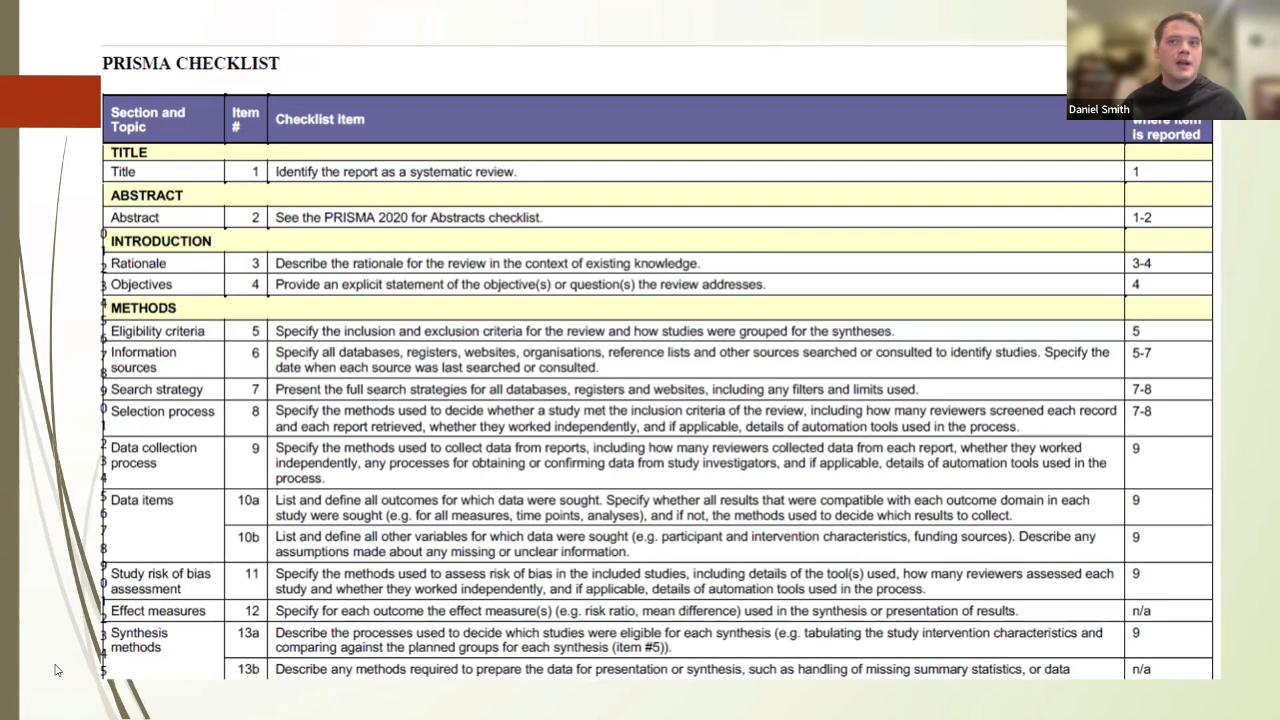 PRISMA CHECKLIST
Daniel Smith
Section and Topic Item # Checklist item where item is reported
TITLE
Title 1 Identify the report as a systematic review. 1
ABSTRACT
Abstract 2 See the PRISMA 2020 for Abstracts checklist. 1-2
INTRODUCTION
Rationale 3 Describe the rationale for the review in the context of existing knowledge. 3-4
Objectives 4 Provide an explicit statement of the objective(s) or question(s) the review addresses. 4
METHODS
Eligibility criteria 5 Specify the inclusion and exclusion criteria for the review and how studies were grouped for the syntheses. 5
Information sources 6 Specify all databases, registers, websites, organisations, reference lists and other sources searched or consulted to identify studies. Specify the 5-7
date when each source was last searched or consulted.
Search strategy 7 Present the full search strategies for all databases, registers and websites, including any filters and limits used. 7-8
Selection process 8 Specify the methods used to decide whether a study met the inclusion criteria of the review, including how many reviewers screened each record 7-8
and each report retrieved, whether they worked independently, and if applicable, details of automation tools used in the process.
Data collection process 9 Specify the methods used to collect data from reports, including how many reviewers collected data from each report, whether they worked 9
independently, any processes for obtaining or confirming data from study investigators, and if applicable, details of automation tools used in the
process.
Data items 10a List and define all outcomes for which data were sought. Specify whether all results that were compatible with each outcome domain in each 9
study were sought (e.g. for all measures, time points, analyses), and if not, the methods used to decide which results to collect.
10b List and define all other variables for which data were sought (e.g. participant and intervention characteristics, funding sources). Describe any 9
assumptions made about any missing or unclear information.
Study risk of bias assessment 11 Specify the methods used to assess risk of bias in the included studies, including details of the tool(s) used, how many reviewers assessed each 9
study and whether they worked independently, and if applicable, details of automation tools used in the process.
Effect measures 12 Specify for each outcome the effect measure(s) (e.g. risk ratio, mean difference) used in the synthesis or presentation of results. n/a
Synthesis methods 13a Describe the processes used to decide which studies were eligible for each synthesis (e.g. tabulating the study intervention characteristics and 9
comparing against the planned groups for each synthesis (item #5)).
13b Describe any methods required to prepare the data for presentation or synthesis, such as handling of missing summary statistics, or data n/a